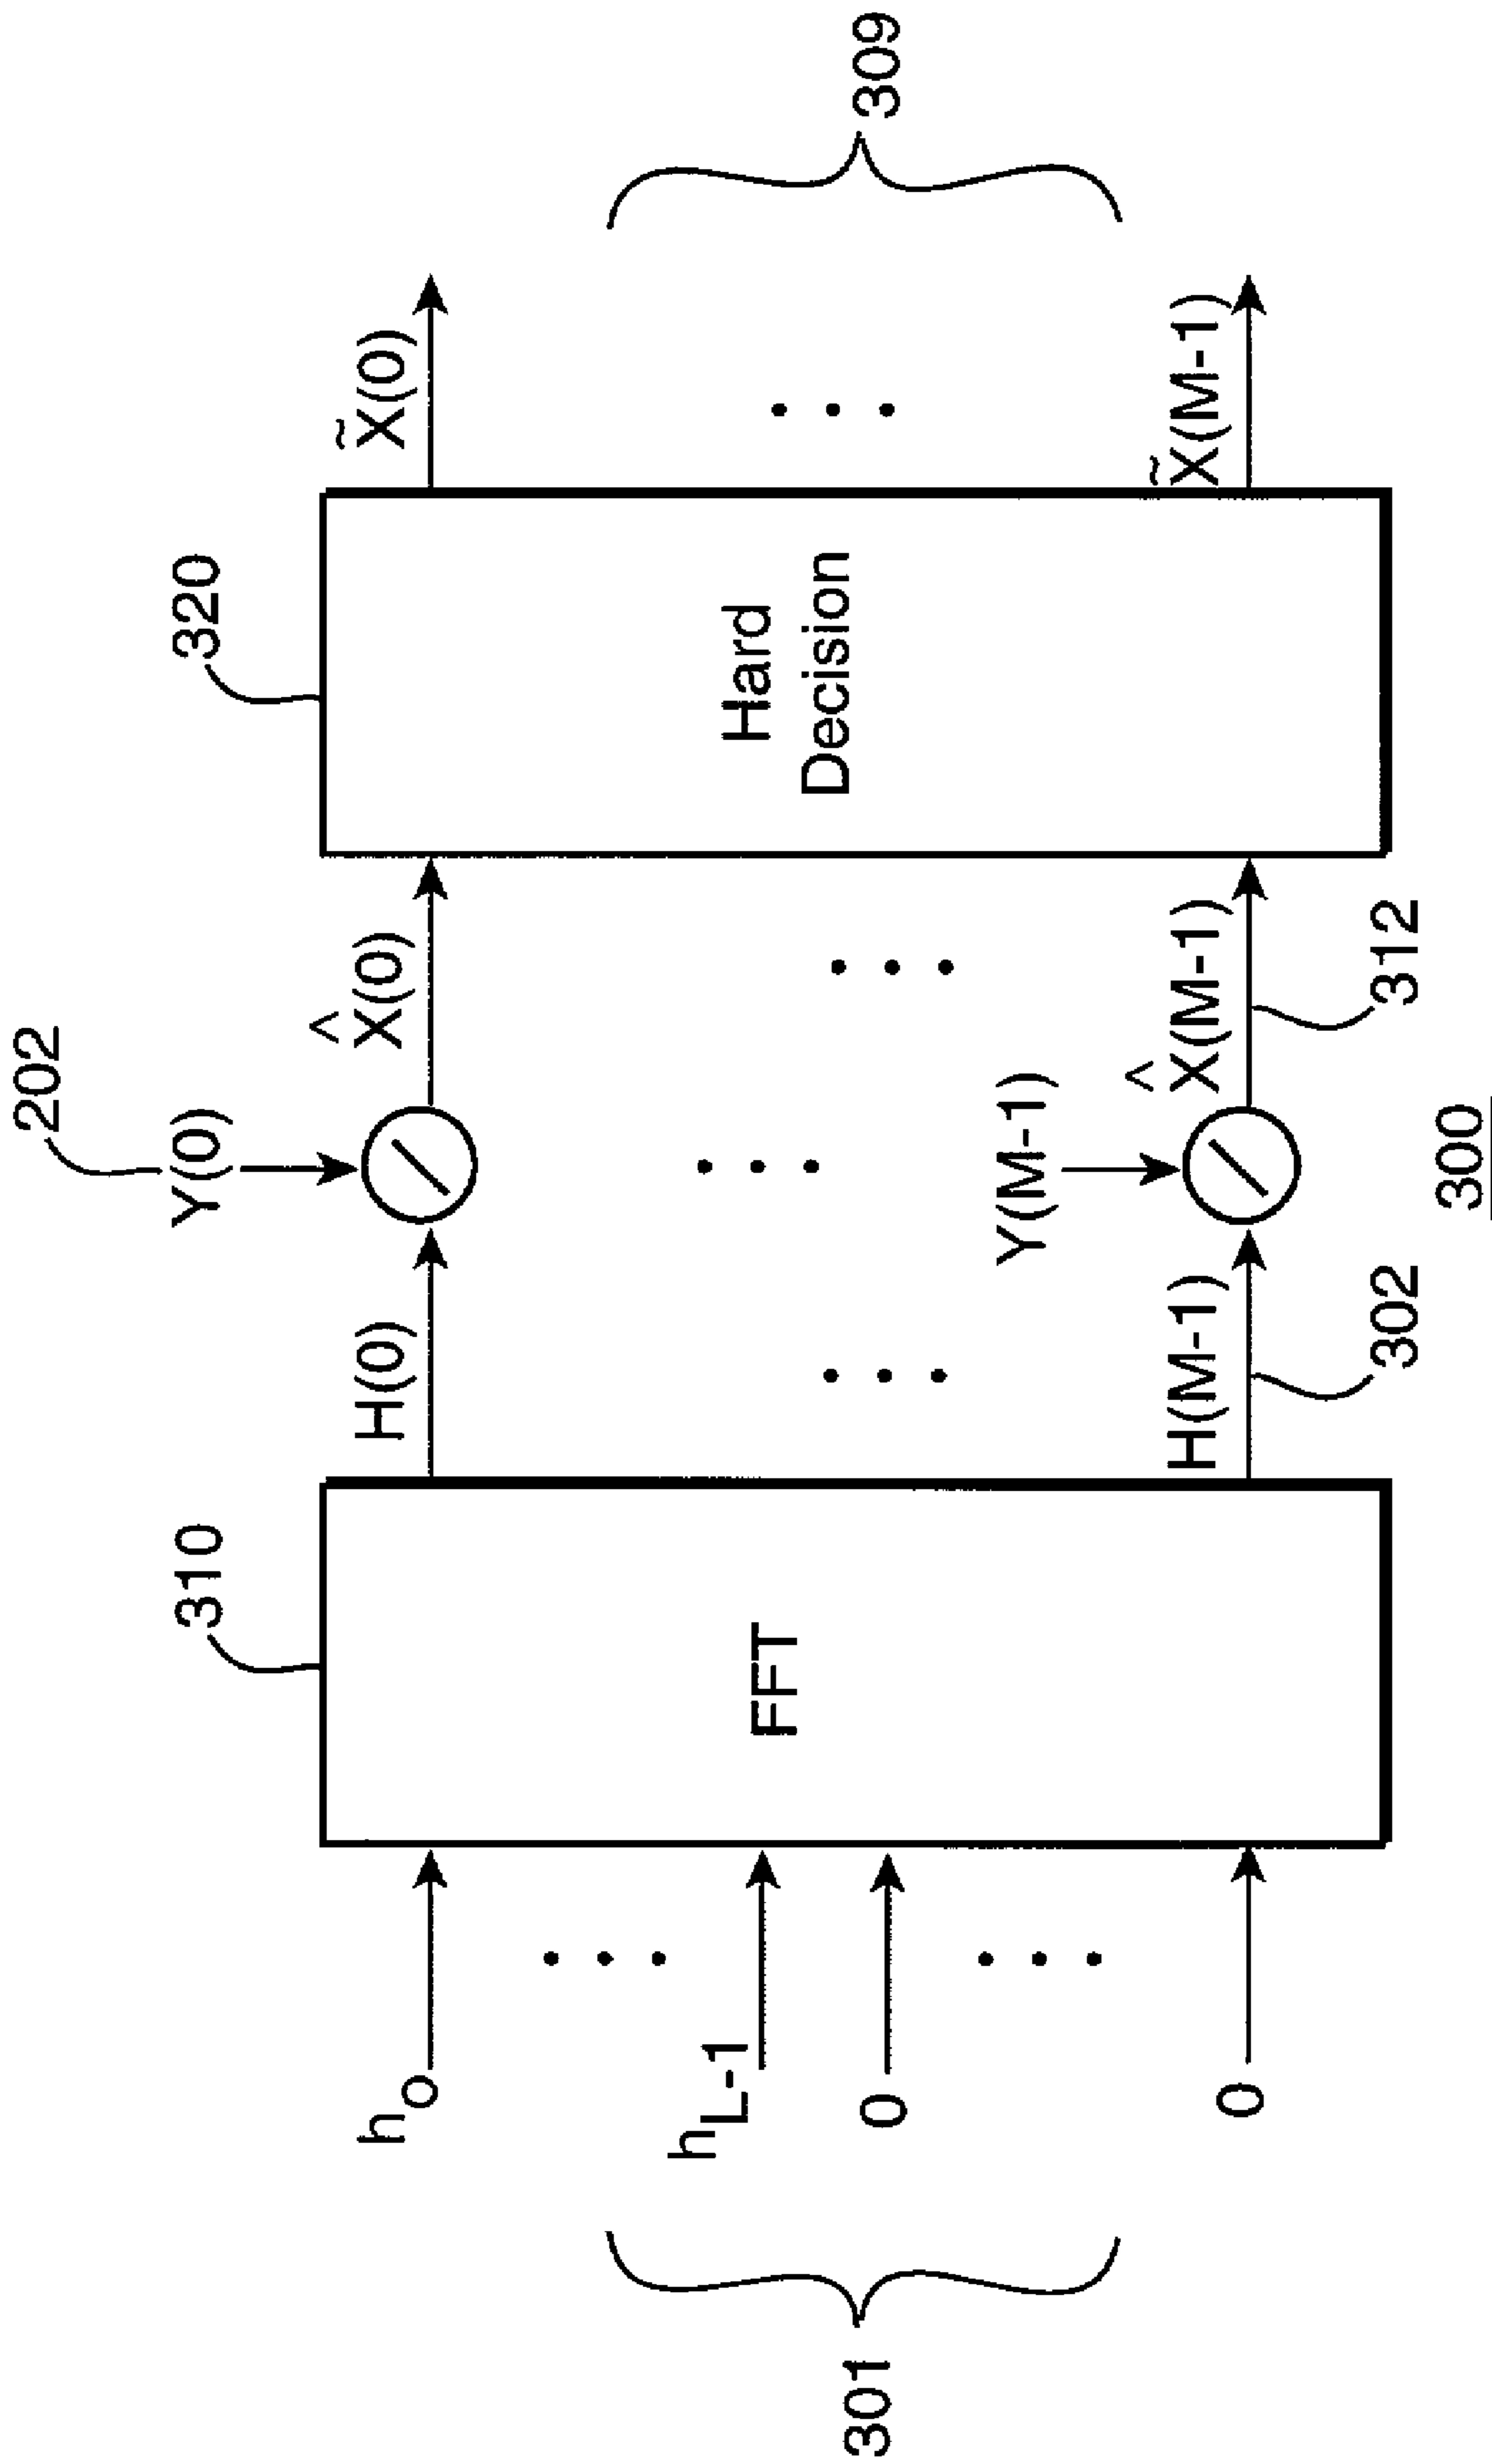 202
Y(0)
310
320
H(0)
X̂(0)
X̃(0)
h0
hL-1
0
0
301
FFT
Hard
Decision
309
Y(M-1)
H(M-1)
X̂(M-1)
X̃(M-1)
302
312
300